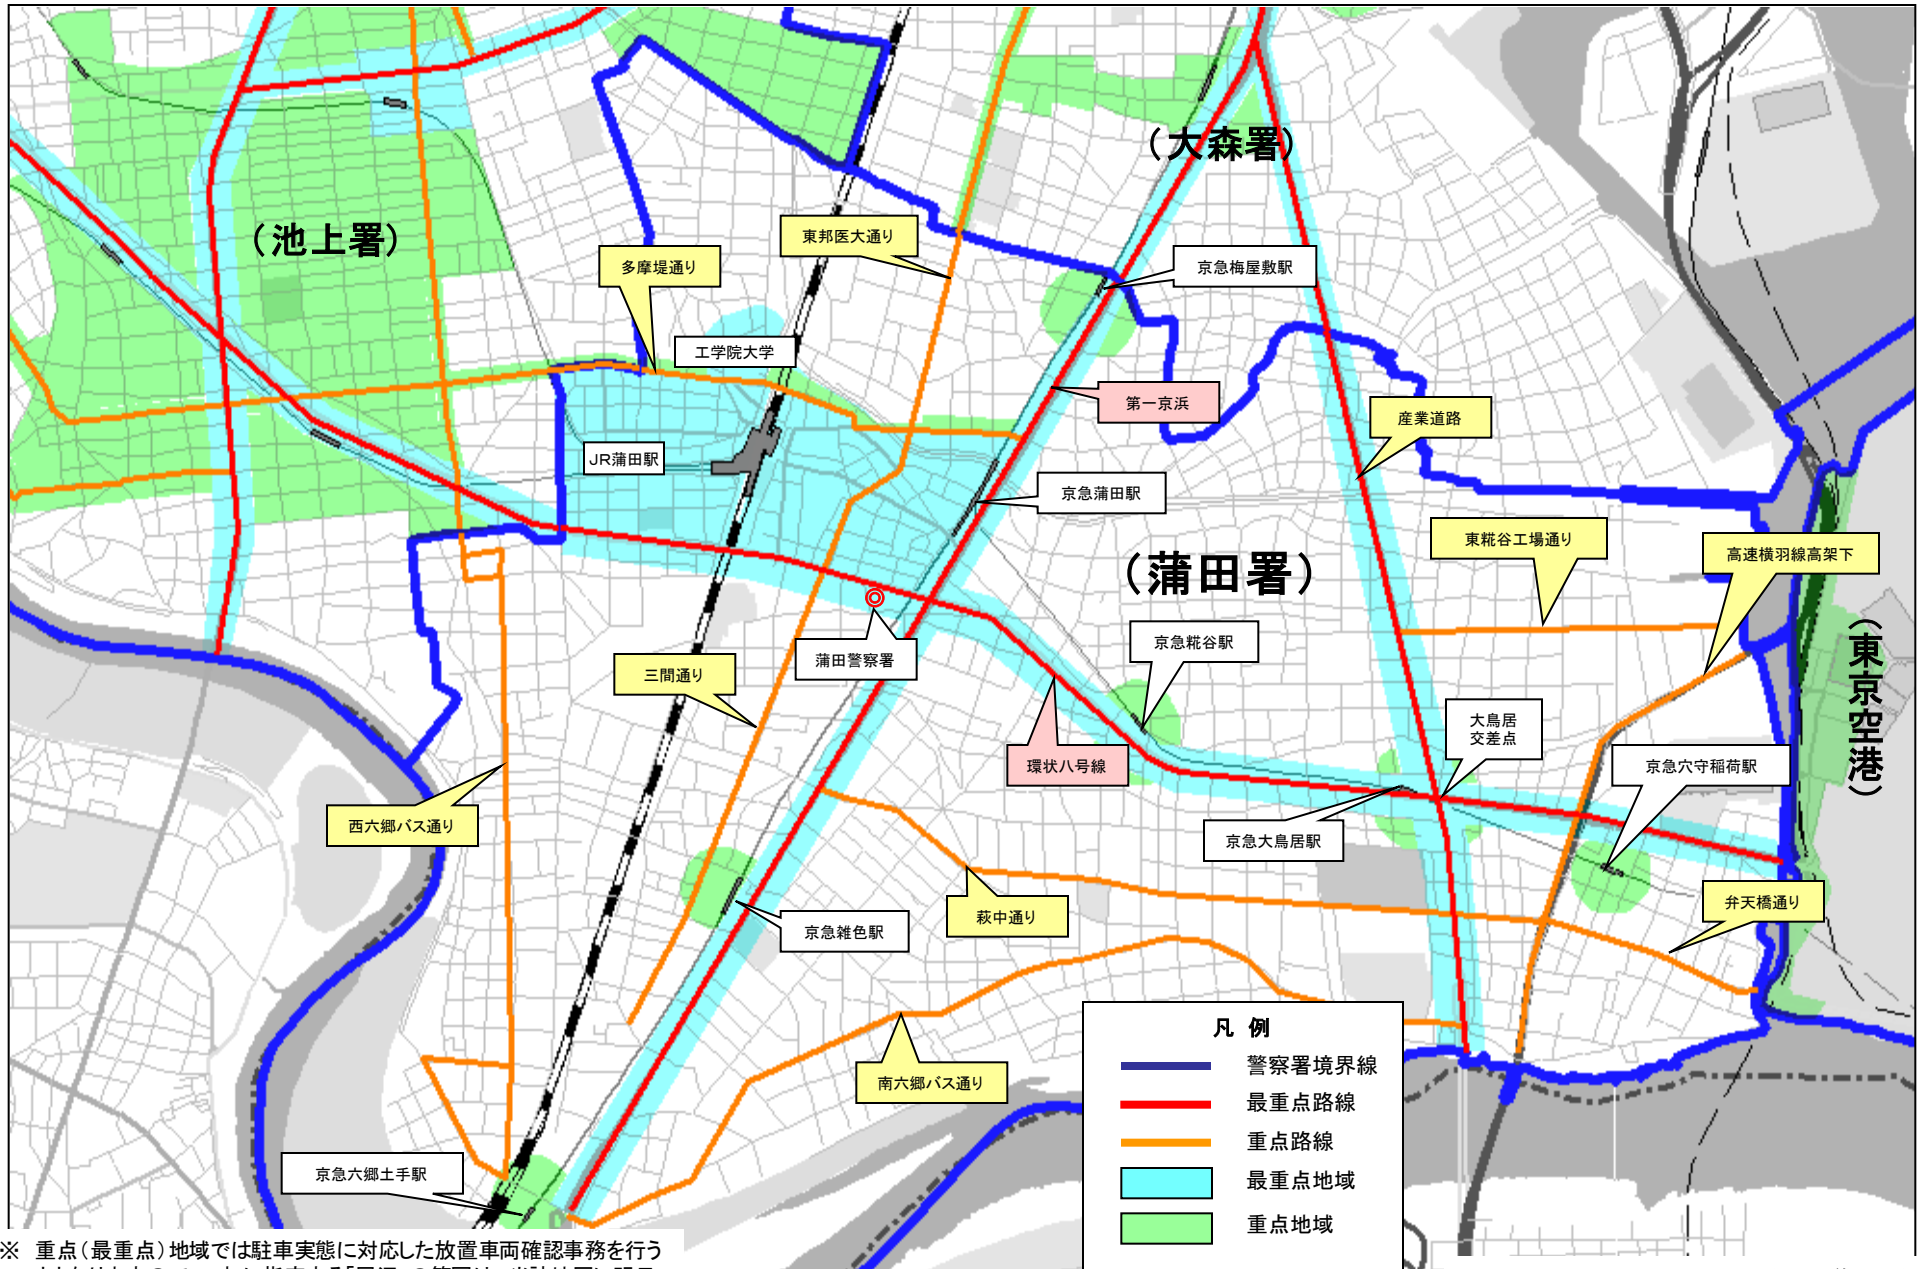 （大森署）
（池上署）
東邦医大通り
多摩堤通り
京急梅屋敷駅
工学院大学
第一京浜
産業道路
JR蒲田駅
京急蒲田駅
東糀谷工場通り
高速横羽線高架下
（蒲田署）
（東京空港）
京急糀谷駅
蒲田警察署
三間通り
大鳥居
交差点
環状八号線
京急穴守稲荷駅
西六郷バス通り
京急大鳥居駅
弁天橋通り
萩中通り
京急雑色駅
南六郷バス通り
京急六郷土手駅
凡 例
警察署境界線
最重点路線
重点路線
最重点地域
重点地域
※ 重点（最重点）地域では駐車実態に対応した放置車両確認事務を行う